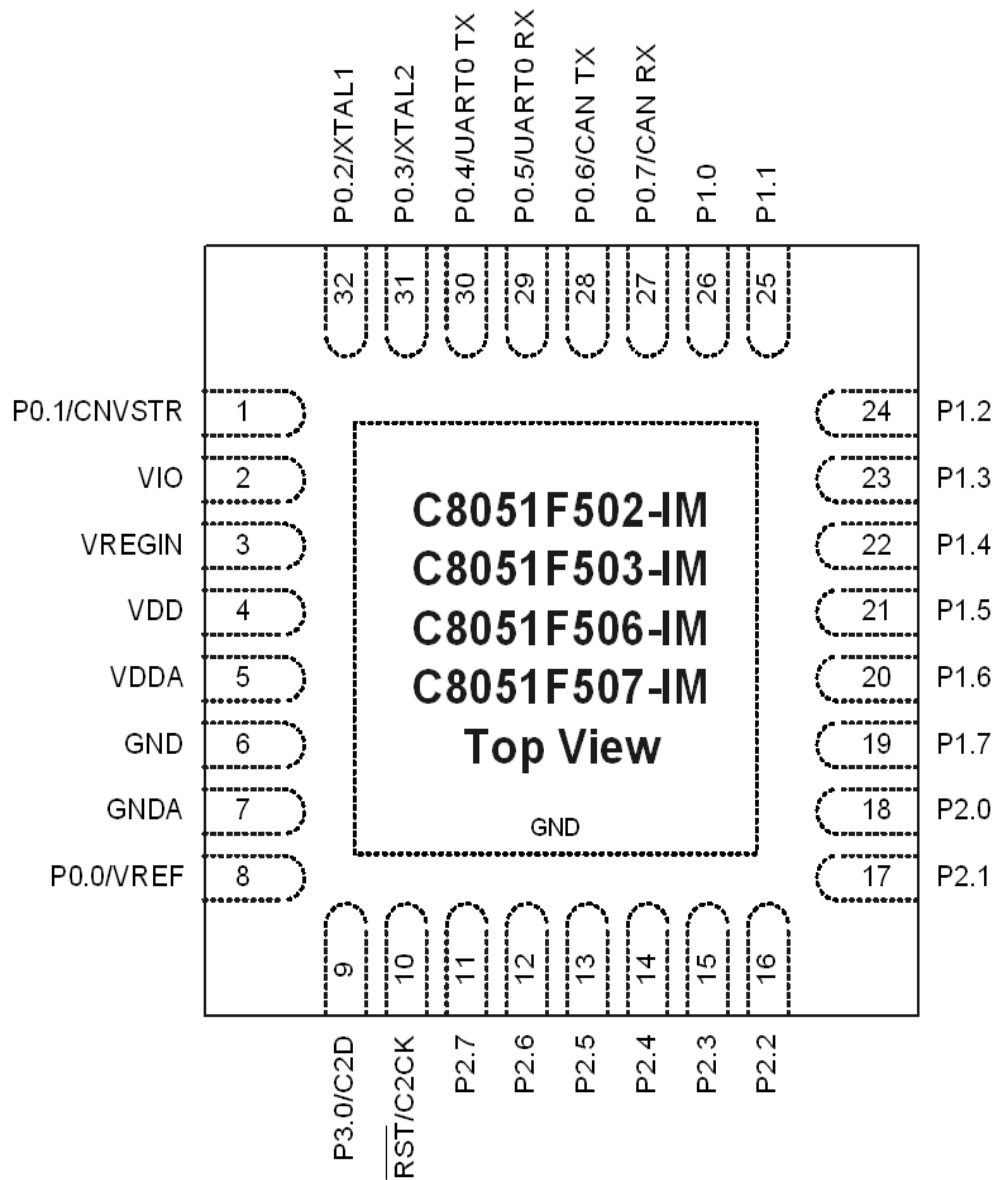 P0.2/XTAL1
P0.3/XTAL2
P0.4/UART0 TX
P0.5/UART0 RX
P0.6/CAN TX
P0.7/CAN RX
P1.0
P1.1
32
31
30
29
28
27
26
25
P0.1/CNVSTR 1
VIO 2
VREGIN 3
VDD 4
VDDA 5
GND 6
GNDA 7
P0.0/VREF 8
C8051F502-IM
C8051F503-IM
C8051F506-IM
C8051F507-IM
Top View
GND
24 P1.2
23 P1.3
22 P1.4
21 P1.5
20 P1.6
19 P1.7
18 P2.0
17 P2.1
9
10
11
12
13
14
15
16
P3.0/C2D
RST/C2CK
P2.7
P2.6
P2.5
P2.4
P2.3
P2.2